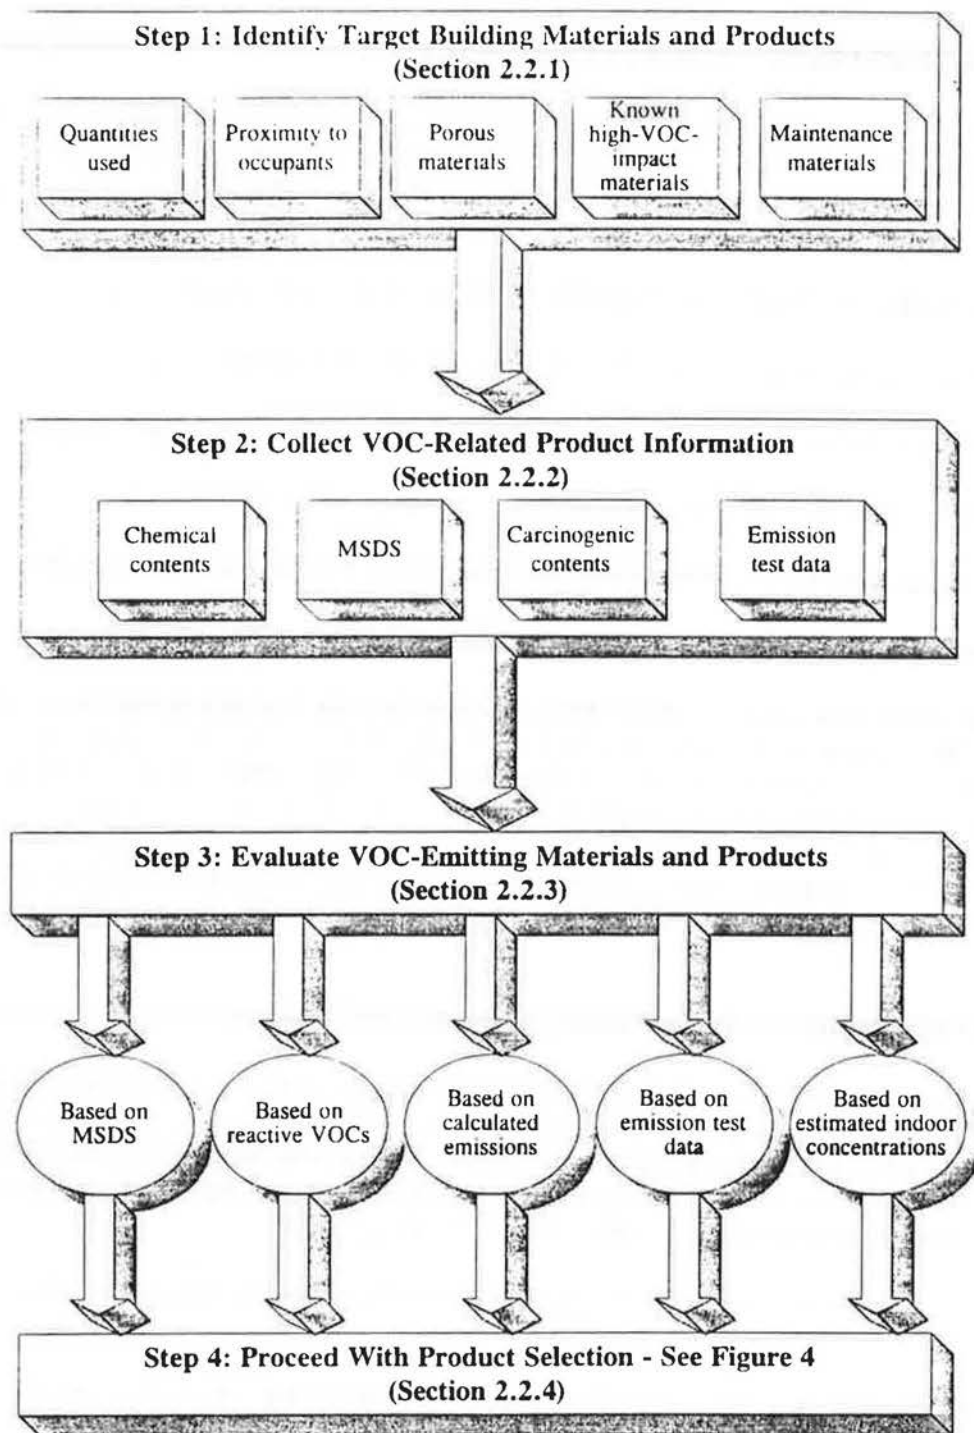 Step 1: Identify Target Building Materials and Products
(Section 2.2.1)
Quantities
used
Proximity to
occupants
Porous
materials
Known
high-VOC-
impact
materials
Maintenance
materials
Step 2: Collect VOC-Related Product Information
(Section 2.2.2)
Chemical
contents
MSDS
Carcinogenic
contents
Emission
test data
Step 3: Evaluate VOC-Emitting Materials and Products
(Section 2.2.3)
Based on
MSDS
Based on
reactive VOCs
Based on
calculated
emissions
Based on
emission test
data
Based on
estimated indoor
concentrations
Step 4: Proceed With Product Selection - See Figure 4
(Section 2.2.4)